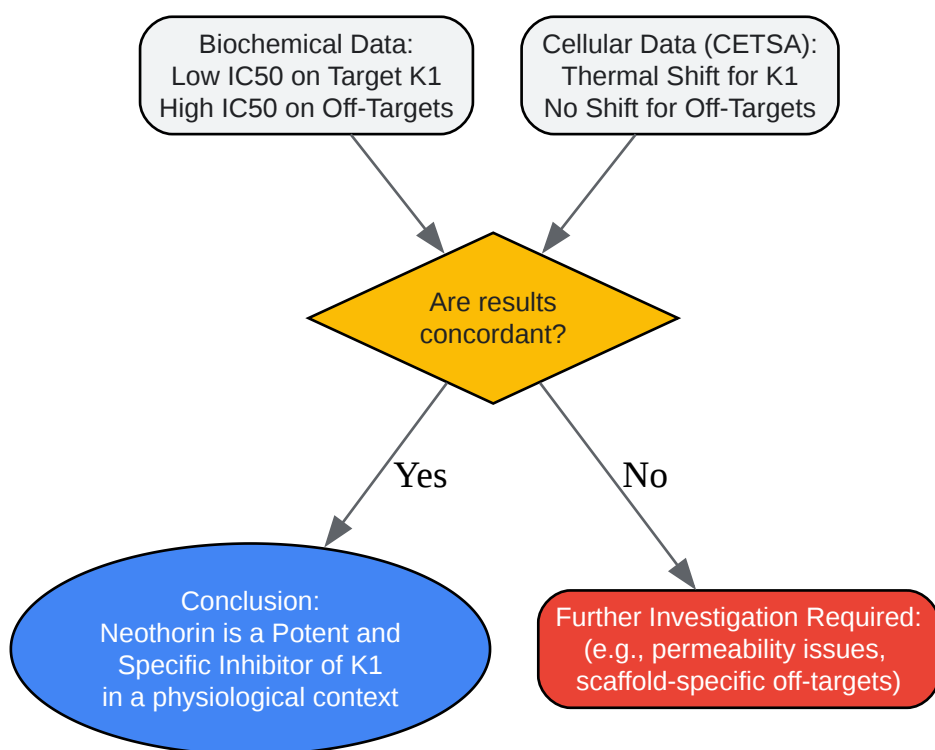 Biochemical Data:
Low IC50 on Target K1
High IC50 on Off-Targets
Cellular Data (CETSA):
Thermal Shift for K1
No Shift for Off-Targets
Are results
concordant?
Yes
No
Conclusion:
Neothorin is a Potent and
Specific Inhibitor of K1
in a physiological context
Further Investigation Required:
(e.g., permeability issues,
scaffold-specific off-targets)